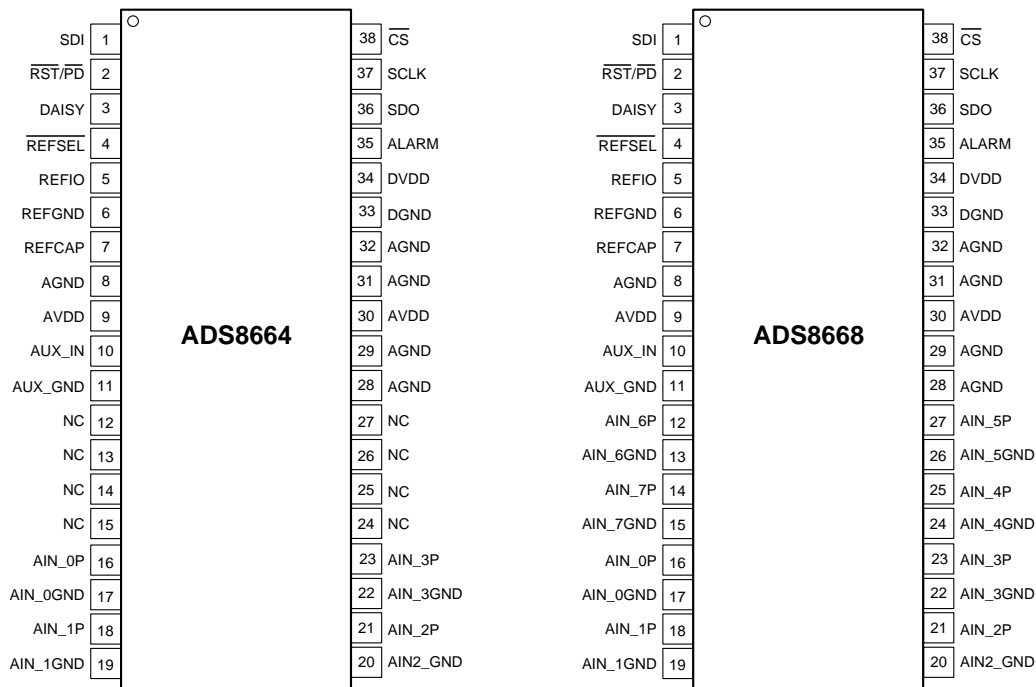 SDI 1
RST/PD 2
DAISY 3
REFSEL 4
REFIO 5
REFGND 6
REFCAP 7
AGND 8
AVDD 9
AUX_IN 10
AUX_GND 11
NC 12
NC 13
NC 14
NC 15
AIN_0P 16
AIN_0GND 17
AIN_1P 18
AIN_1GND 19
ADS8664
38 CS
37 SCLK
36 SDO
35 ALARM
34 DVDD
33 DGND
32 AGND
31 AGND
30 AVDD
29 AGND
28 AGND
27 NC
26 NC
25 NC
24 NC
23 AIN_3P
22 AIN_3GND
21 AIN_2P
20 AIN2_GND
SDI 1
RST/PD 2
DAISY 3
REFSEL 4
REFIO 5
REFGND 6
REFCAP 7
AGND 8
AVDD 9
AUX_IN 10
AUX_GND 11
AIN_6P 12
AIN_6GND 13
AIN_7P 14
AIN_7GND 15
AIN_0P 16
AIN_0GND 17
AIN_1P 18
AIN_1GND 19
ADS8668
38 CS
37 SCLK
36 SDO
35 ALARM
34 DVDD
33 DGND
32 AGND
31 AGND
30 AVDD
29 AGND
28 AGND
27 AIN_5P
26 AIN_5GND
25 AIN_4P
24 AIN_4GND
23 AIN_3P
22 AIN_3GND
21 AIN_2P
20 AIN2_GND